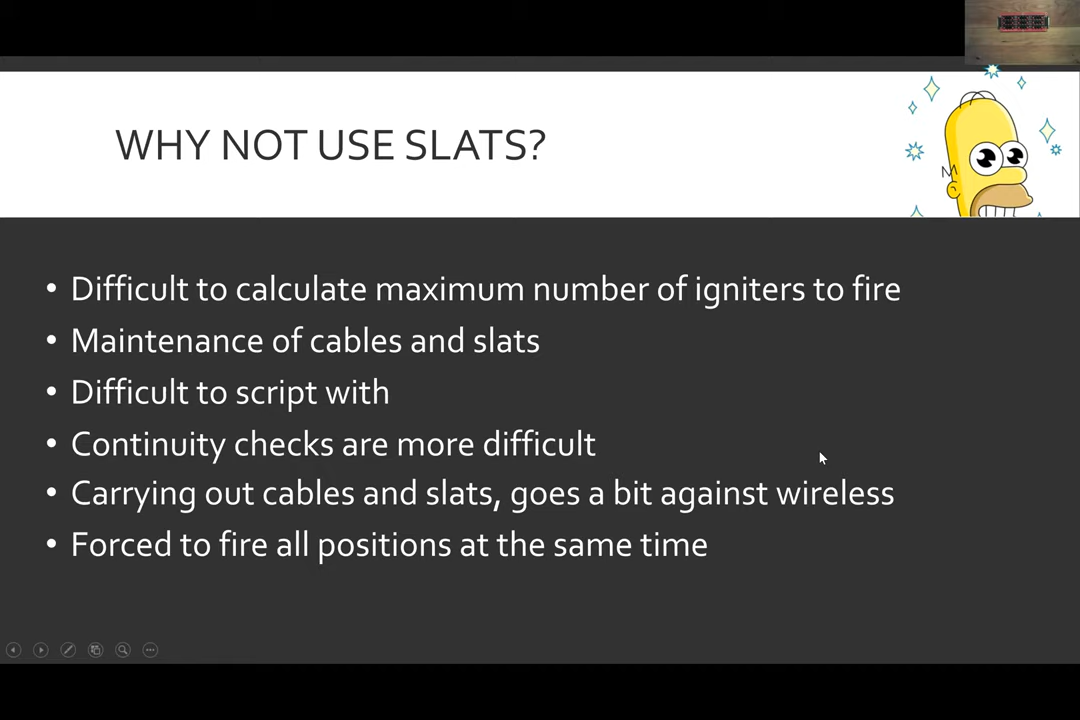 WHY NOT USE SLATS?
• Difficult to calculate maximum number of igniters to fire
• Maintenance of cables and slats
• Difficult to script with
• Continuity checks are more difficult
• Carrying out cables and slats, goes a bit against wireless
• Forced to fire all positions at the same time